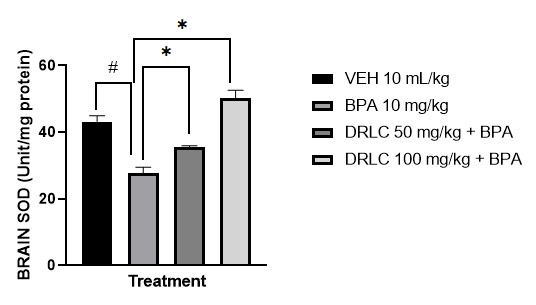 *
*
#
60
40
20
0
BRAIN SOD (Unit/mg protein)
Treatment
VEH 10 mL/kg
BPA 10 mg/kg
DRLC 50 mg/kg + BPA
DRLC 100 mg/kg + BPA